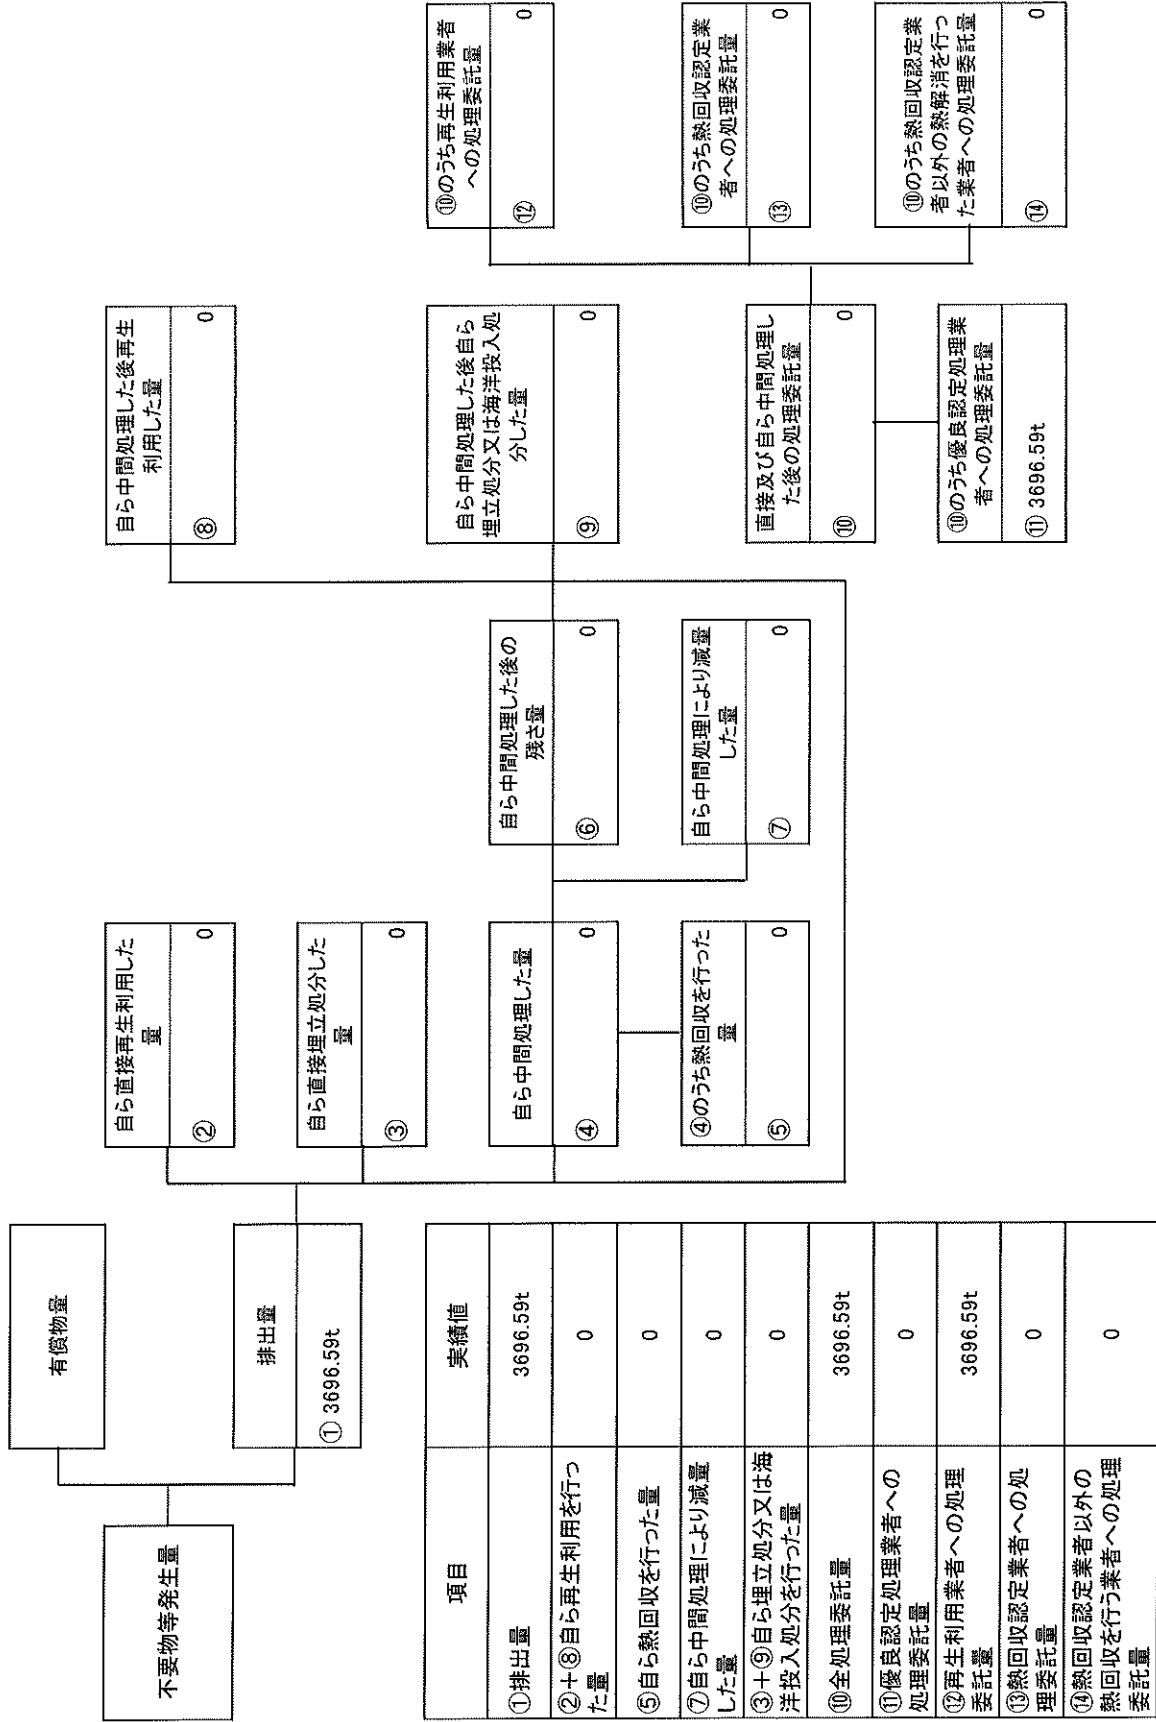 不要物等発生量
有償物量
排出量
① 3696.59t
自ら直接再生利用した
量
② 0
自ら直接埋立処分した
量
③ 0
自ら中間処理した量
④ 0
④のうち熱回収を行った
量
⑤ 0
自ら中間処理した後の
残さ量
⑥ 0
自ら中間処理により減量
した量
⑦ 0
自ら中間処理した後再生
利用した量
⑧ 0
自ら中間処理した後自ら
埋立処分又は海洋投入処
分した量
⑨ 0
直接及び自ら中間処理し
た後の処理委託量
⑩ 0
⑩のうち優良認定処理業
者への処理委託量
⑪ 3696.59t
⑩のうち再生利用業者
への処理委託量
⑫ 0
⑩のうち熱回収認定業
者への処理委託量
⑬ 0
⑩のうち熱回収認定業
者以外の熱解消を行っ
た業者への処理委託量
⑭ 0
項目 実績値
①排出量 3696.59t
②+⑧自ら再生利用を行っ
た量 0
⑤自ら熱回収を行った量 0
⑦自ら中間処理により減量
した量 0
③+⑨自ら埋立処分又は海
洋投入処分を行った量 0
⑩全処理委託量 3696.59t
⑪優良認定処理業者への
処理委託量 0
⑫再生利用業者への処理
委託量 3696.59t
⑬熱回収認定業者への処
理委託量 0
⑭熱回収認定業者以外の
熱回収を行う業者への処理
委託量 0